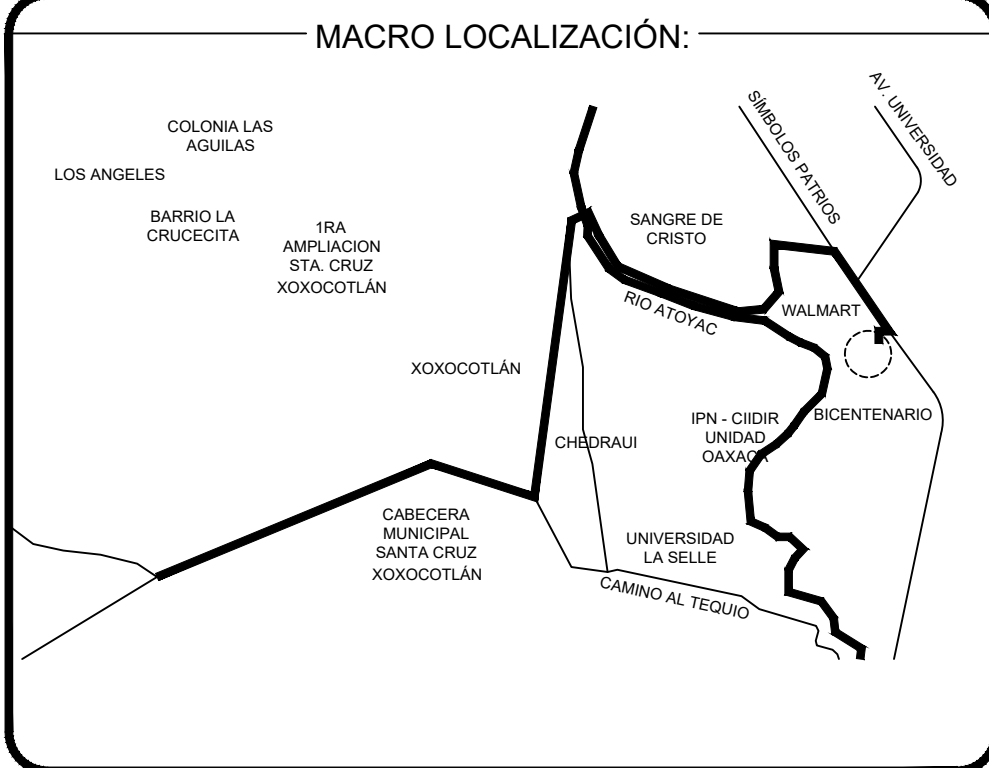 MACRO LOCALIZACIÓN:
COLONIA LAS
AGUILAS
LOS ANGELES
BARRIO LA
CRUCECITA
1RA
AMPLIACION
STA. CRUZ
XOXOCOTLÁN
SANGRE DE
CRISTO
SÍMBOLOS PATRIOS
AV. UNIVERSIDAD
RIO ATOYAC
WALMART
XOXOCOTLÁN
CHEDRAUI
IPN - CIIDIR
UNIDAD
OAXACA
BICENTENARIO
CABECERA
MUNICIPAL
SANTA CRUZ
XOXOCOTLÁN
UNIVERSIDAD
LA SELLE
CAMINO AL TEQUIO